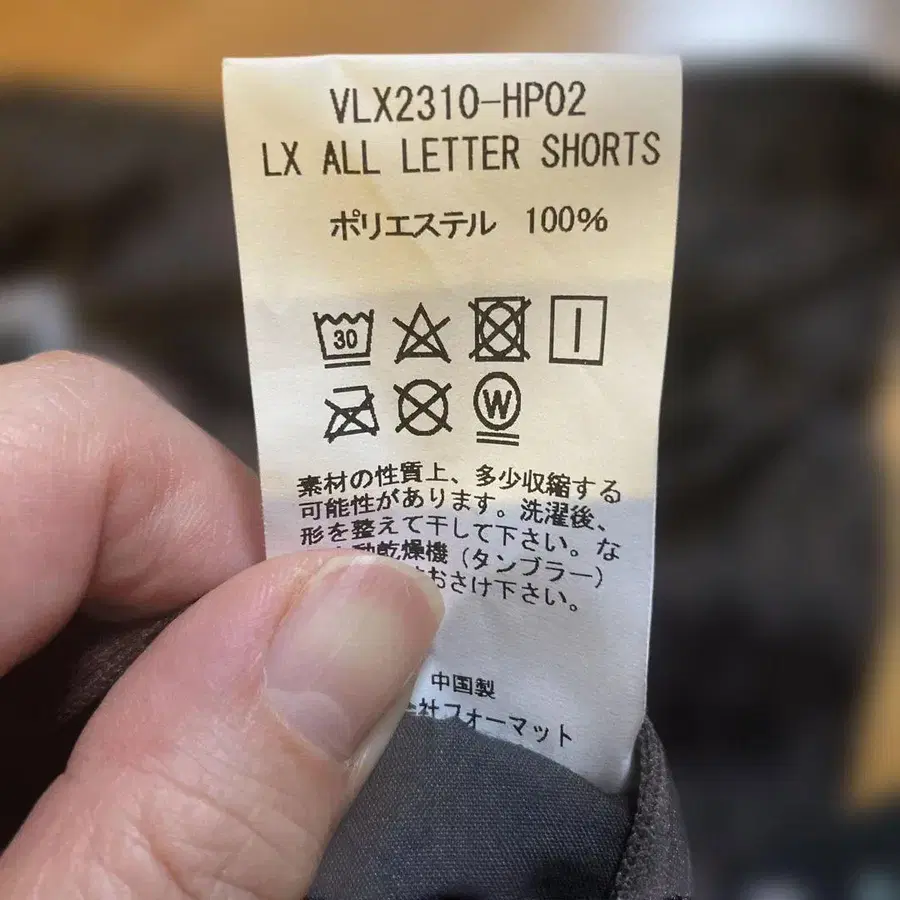 VLX2310-HP02
LX ALL LETTER SHORTS
ポリエステル 100%
30
W
素材の性質上、多少収縮する
可能性があります。洗濯後、
形を整えて干して下さい。な
動乾燥機(タンブラー)
おさけ下さい。
中国製
社フォーマット